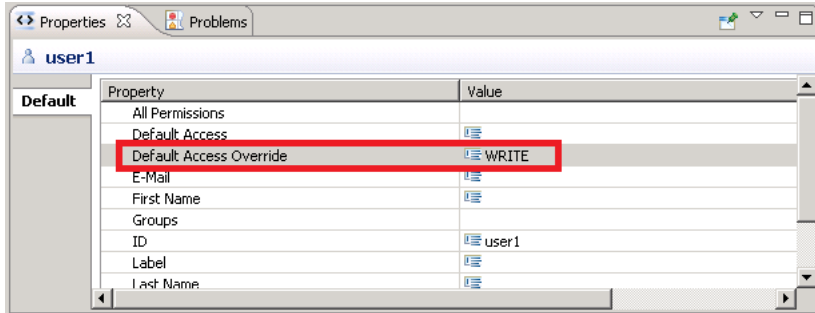 Properties Problems
user1
Default
Property Value
All Permissions
Default Access
Default Access Override WRITE
E-Mail
First Name
Groups
ID user1
Label
Last Name